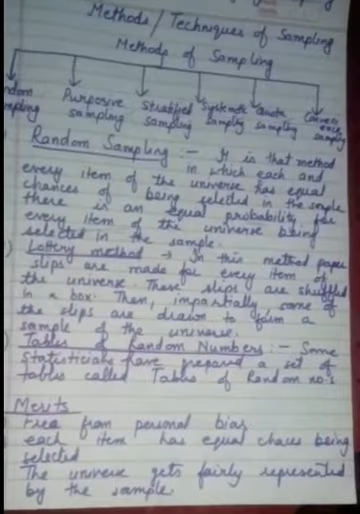 Methods / Techniques of Sampling
Methods of Sampling
Purposive Stratified Systematic Quota
sampling sampling sampling sampling sampling
Random Sampling :- It is that method
in which each and
every item of the universe has equal
chances of being selected in the sample
there is an equal probability for
every item of the universe being
selected in the sample.
Lottery method → In this method paper
slips are made for every item of
the universe. These slips are shuffled
in a box. Then, impartially some of
the slips are drawn to form a
sample of the universe.
Tables of Random Numbers :- Some
statisticians have prepared a set of
tables called Tables of Random no.s
Merits
Free from personal bias
each item has equal chaces being
selected
The universe gets fairly represented
by the sample.